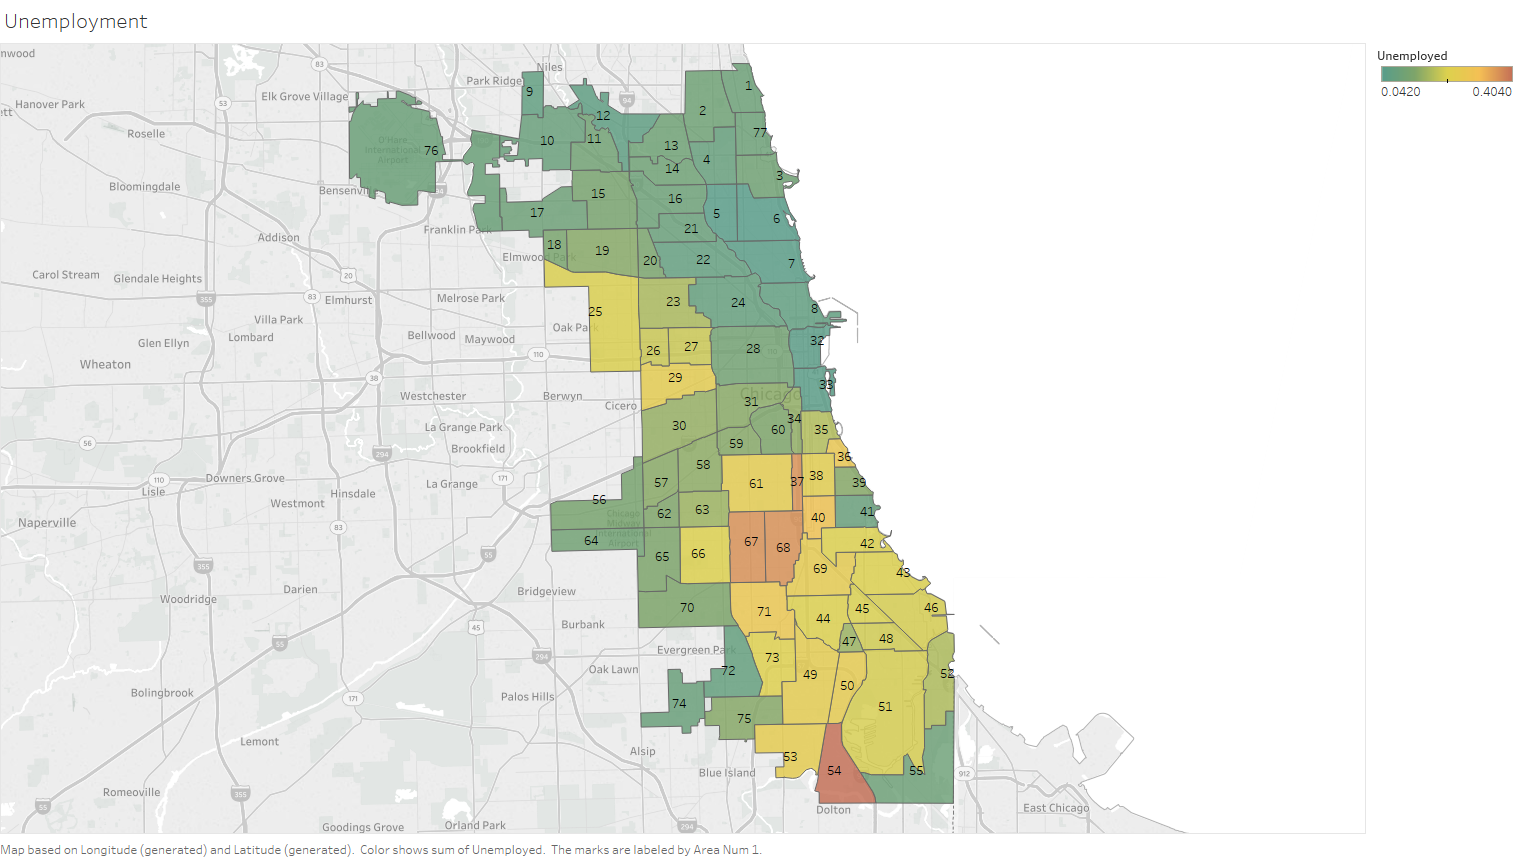 Unemployment
Unemployed
0.0420 0.4040
nwood
Niles
Park Ridge
83
94
Elk Grove Village
Hanover Park
53
ett
Roselle
O'Hare
International
Airport
Bloomingdale
Bensenville
Franklin Park
Addison
Elmwood Park
Carol Stream
Glendale Heights
20
355
83
Elmhurst
Melrose Park
Villa Park
Oak Park
Glen Ellyn
Lombard
Bellwood
Maywood
Wheaton
110
38
Westchester
Berwyn
Cicero
Chicago
La Grange Park
56
Brookfield
294
110
Downers Grove
171
Lisle
La Grange
Hinsdale
Westmont
Naperville
83
Chicago
Midway
International
Airport
55
355
Darien
Bridgeview
Woodridge
Burbank
45
55
294
Evergreen Park
Oak Lawn
Bolingbrook
171
Palos Hills
Lemont
Alsip
Blue Island
912
Romeoville
355
55
Dolton
East Chicago
Goodings Grove
Orland Park
294
1
2
3
4
5
6
7
8
9
10
11
12
13
14
15
16
17
18
19
20
21
22
23
24
25
26
27
28
29
30
31
32
33
34
35
36
37
38
39
40
41
42
43
44
45
46
47
48
49
50
51
52
53
54
55
56
57
58
59
60
61
62
63
64
65
66
67
68
69
70
71
72
73
74
75
76
77
Map based on Longitude (generated) and Latitude (generated). Color shows sum of Unemployed. The marks are labeled by Area Num 1.